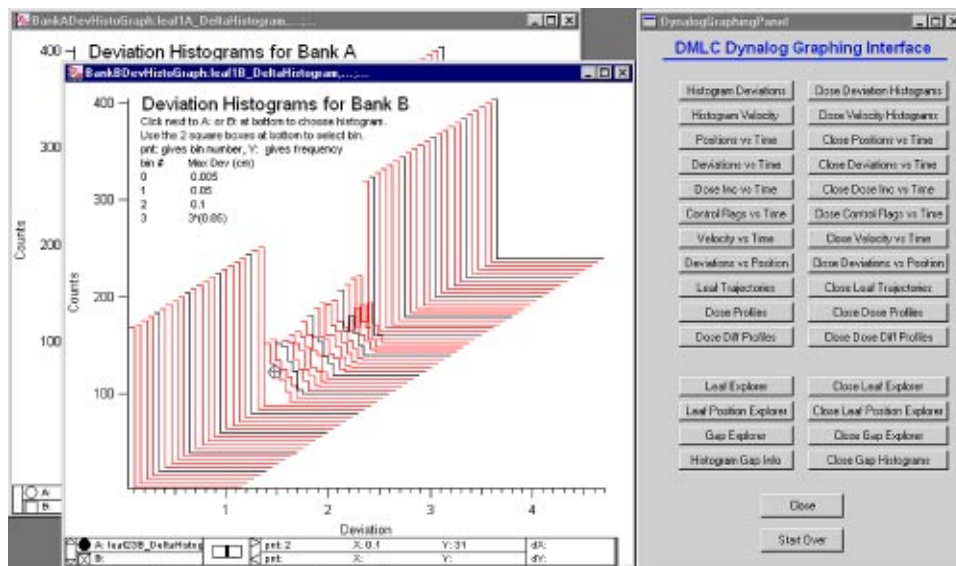 BankADevHistoGraph:leaf1A_DeltaHistogram,...;...
400
Deviation Histograms for Bank A
300
200
100
Counts
A:
B:
BankBDevHistoGraph:leaf1B_DeltaHistogram,...;...
Deviation Histograms for Bank B
Click next to A: or B: at bottom to choose histogram.
Use the 2 square boxes at bottom to select bin.
pnt: gives bin number, Y: gives frequency
bin # Max Dev (cm)
0 0.005
1 0.05
2 0.1
3 3*(0.05)
400
300
200
100
Counts
1 2 3 4
Deviation
A: leaf23B_DeltaHistog pnt: 2 X: 0.1 Y: 31 dX:
B: pnt: X: Y: dY:
DynalogGraphingPanel
DMLC Dynalog Graphing Interface
Histogram Deviations Close Deviation Histograms
Histogram Velocity Close Velocity Histograms
Positions vs Time Close Positions vs Time
Deviations vs Time Close Deviations vs Time
Dose Inc vs Time Close Dose Inc vs Time
Control Flags vs Time Close Control Flags vs Time
Velocity vs Time Close Velocity vs Time
Deviations vs Position Close Deviations vs Position
Leaf Trajectories Close Leaf Trajectories
Dose Profiles Close Dose Profiles
Dose Diff Profiles Close Dose Diff Profiles
Leaf Explorer Close Leaf Explorer
Leaf Position Explorer Close Leaf Position Explorer
Gap Explorer Close Gap Explorer
Histogram Gap Info Close Gap Histograms
Close
Start Over